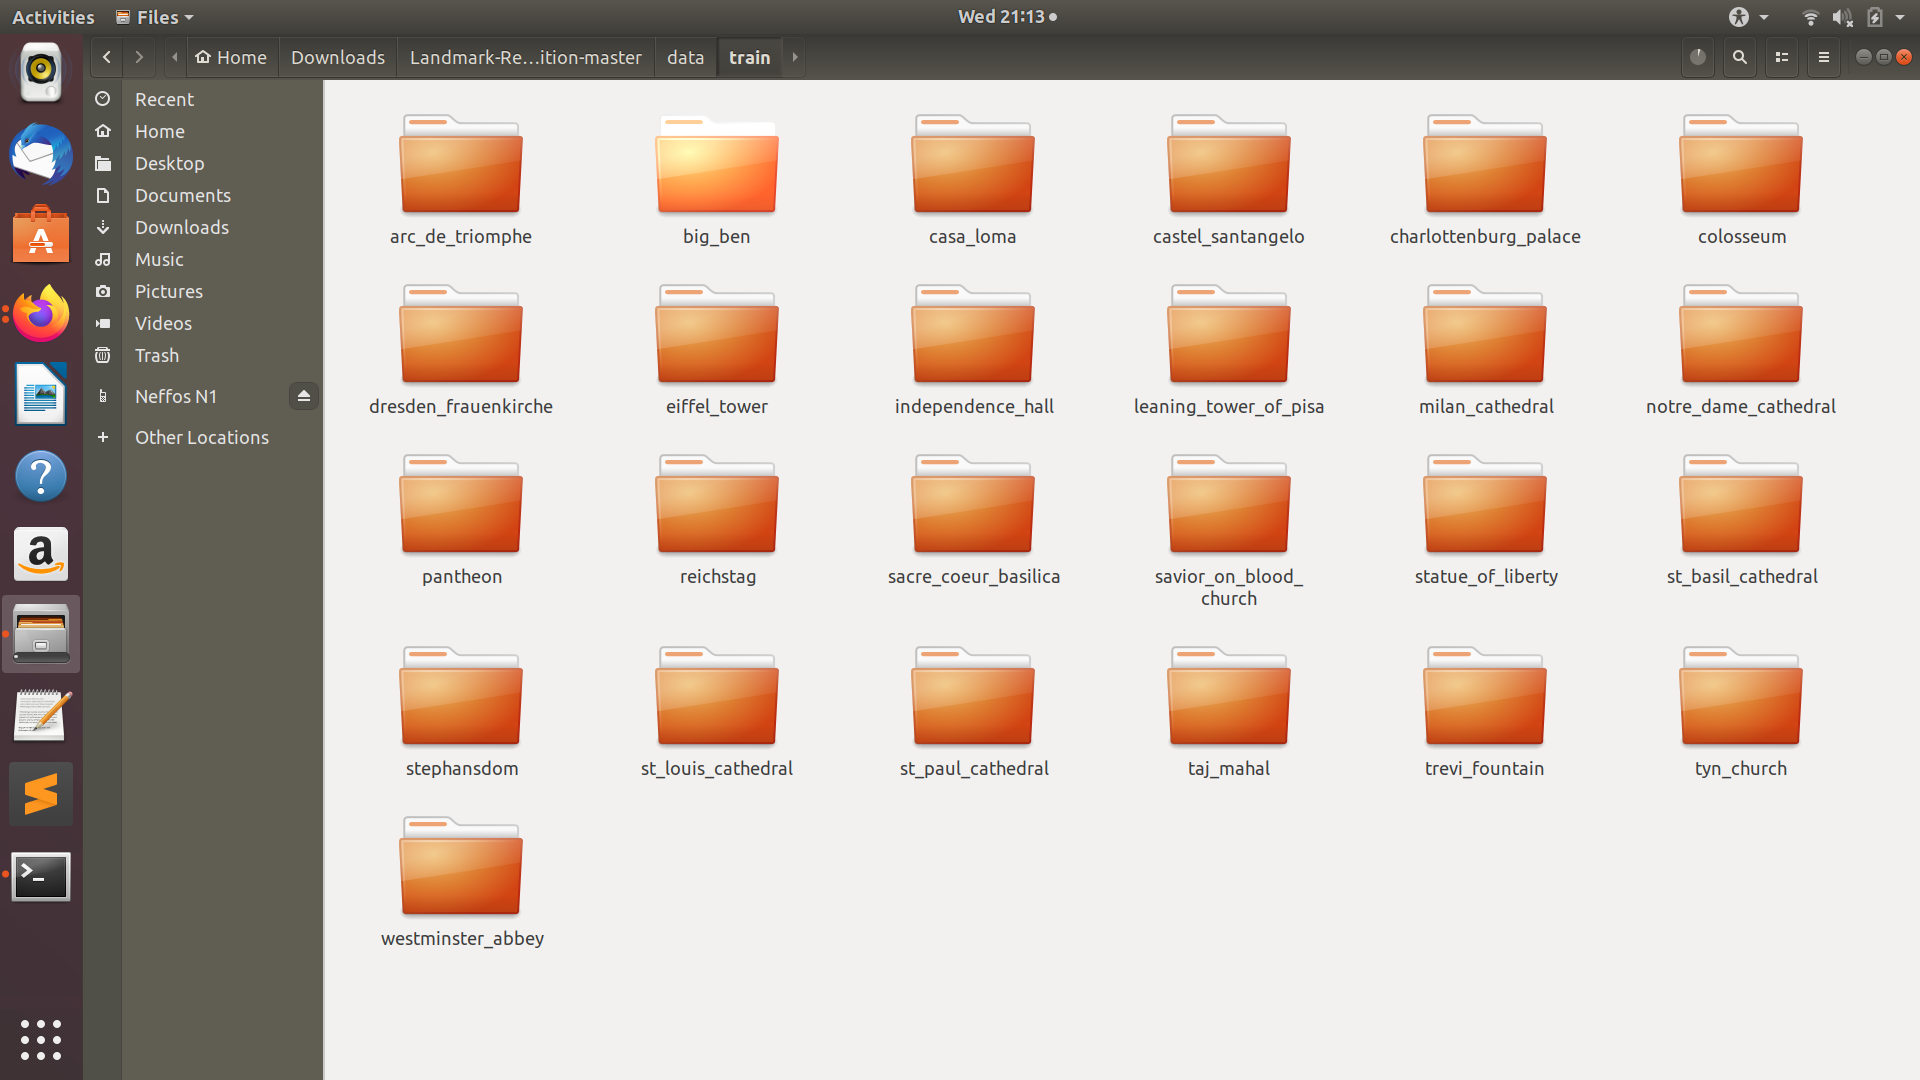 Activities
Files
Wed 21:13
Home
Downloads
Landmark-Re…ition-master
data
train
Recent
Home
Desktop
Documents
Downloads
Music
Pictures
Videos
Trash
Neffos N1
Other Locations
arc_de_triomphe
big_ben
casa_loma
castel_santangelo
charlottenburg_palace
colosseum
dresden_frauenkirche
eiffel_tower
independence_hall
leaning_tower_of_pisa
milan_cathedral
notre_dame_cathedral
pantheon
reichstag
sacre_coeur_basilica
savior_on_blood_
church
statue_of_liberty
st_basil_cathedral
stephansdom
st_louis_cathedral
st_paul_cathedral
taj_mahal
trevi_fountain
tyn_church
westminster_abbey